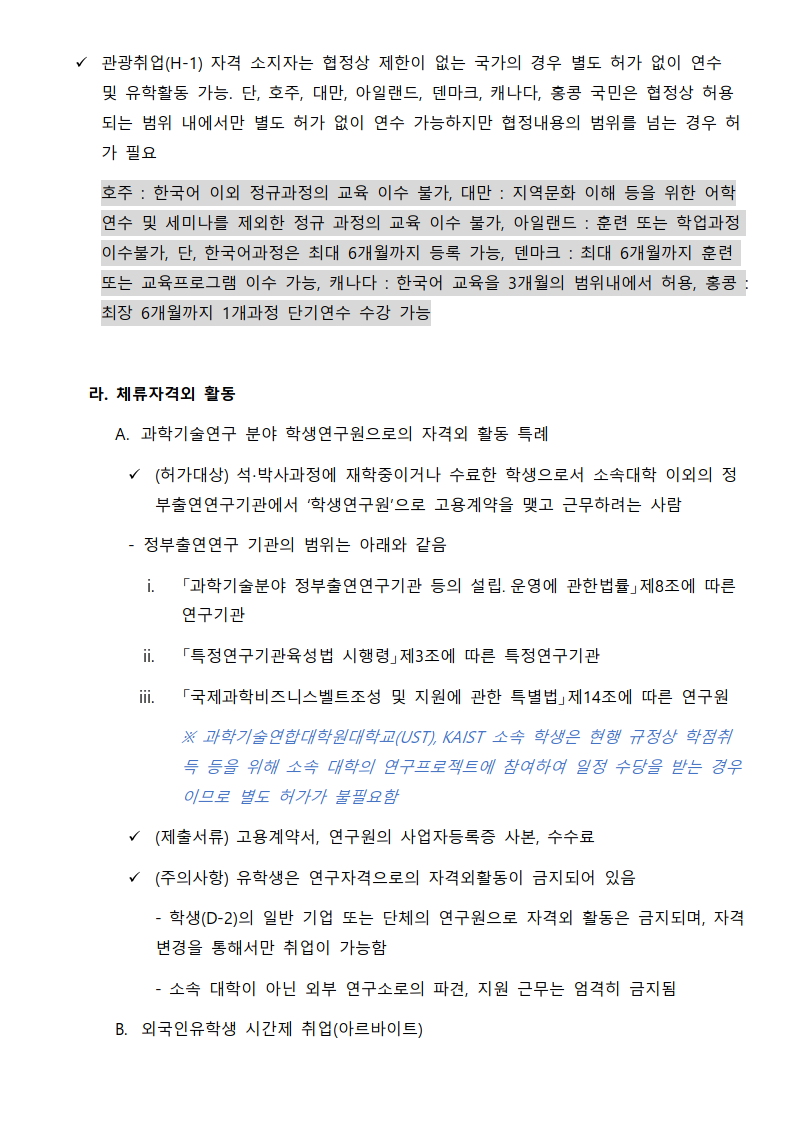 ✓ 관광취업(H-1) 자격 소지자는 협정상 제한이 없는 국가의 경우 별도 허가 없이 연수
및 유학활동 가능. 단, 호주, 대만, 아일랜드, 덴마크, 캐나다, 홍콩 국민은 협정상 허용
되는 범위 내에서만 별도 허가 없이 연수 가능하지만 협정내용의 범위를 넘는 경우 허
가 필요
호주 : 한국어 이외 정규과정의 교육 이수 불가, 대만 : 지역문화 이해 등을 위한 어학
연수 및 세미나를 제외한 정규 과정의 교육 이수 불가, 아일랜드 : 훈련 또는 학업과정
이수불가, 단, 한국어과정은 최대 6개월까지 등록 가능, 덴마크 : 최대 6개월까지 훈련
또는 교육프로그램 이수 가능, 캐나다 : 한국어 교육을 3개월의 범위내에서 허용, 홍콩 :
최장 6개월까지 1개과정 단기연수 수강 가능
라. 체류자격외 활동
A. 과학기술연구 분야 학생연구원으로의 자격외 활동 특례
✓ (허가대상) 석·박사과정에 재학중이거나 수료한 학생으로서 소속대학 이외의 정
부출연연구기관에서 ‘학생연구원’으로 고용계약을 맺고 근무하려는 사람
- 정부출연연구 기관의 범위는 아래와 같음
i. 「과학기술분야 정부출연연구기관 등의 설립. 운영에 관한법률」제8조에 따른
연구기관
ii. 「특정연구기관육성법 시행령」제3조에 따른 특정연구기관
iii. 「국제과학비즈니스벨트조성 및 지원에 관한 특별법」제14조에 따른 연구원
※ 과학기술연합대학원대학교(UST), KAIST 소속 학생은 현행 규정상 학점취
득 등을 위해 소속 대학의 연구프로젝트에 참여하여 일정 수당을 받는 경우
이므로 별도 허가가 불필요함
✓ (제출서류) 고용계약서, 연구원의 사업자등록증 사본, 수수료
✓ (주의사항) 유학생은 연구자격으로의 자격외활동이 금지되어 있음
- 학생(D-2)의 일반 기업 또는 단체의 연구원으로 자격외 활동은 금지되며, 자격
변경을 통해서만 취업이 가능함
- 소속 대학이 아닌 외부 연구소로의 파견, 지원 근무는 엄격히 금지됨
B. 외국인유학생 시간제 취업(아르바이트)